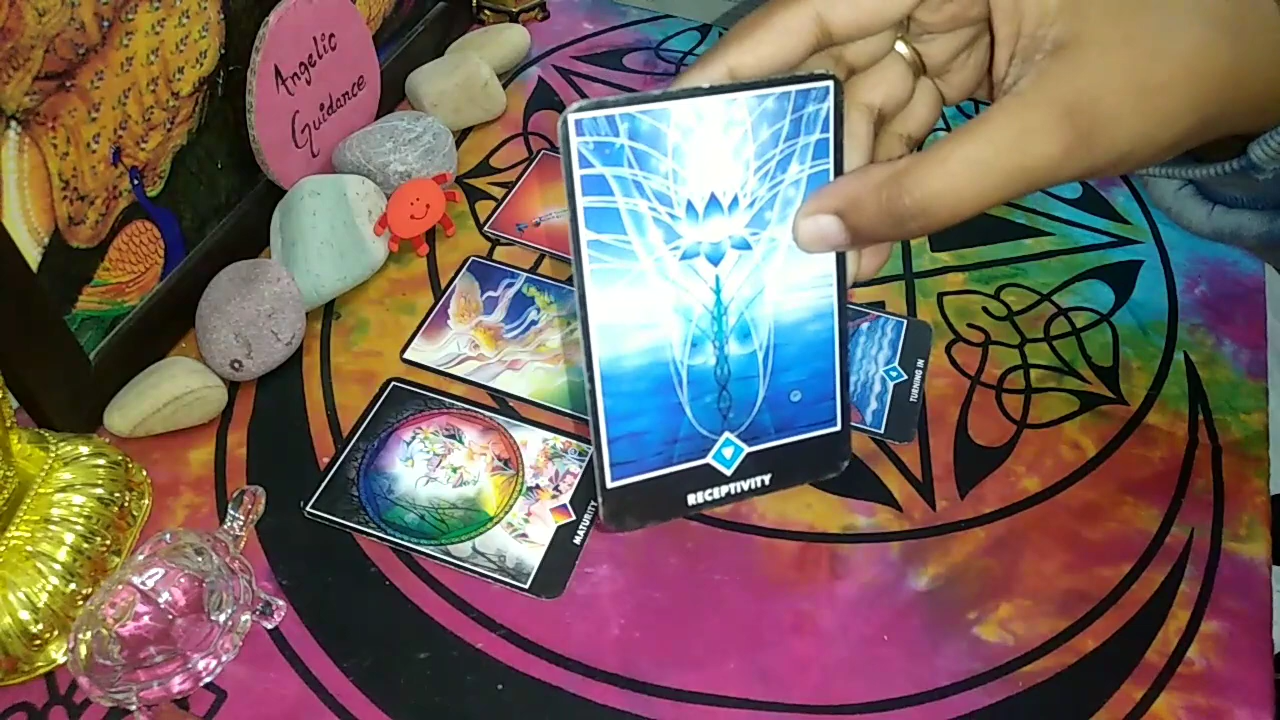 Angelic
Guidance
RECEPTIVITY
MATURITY
TURNING IN